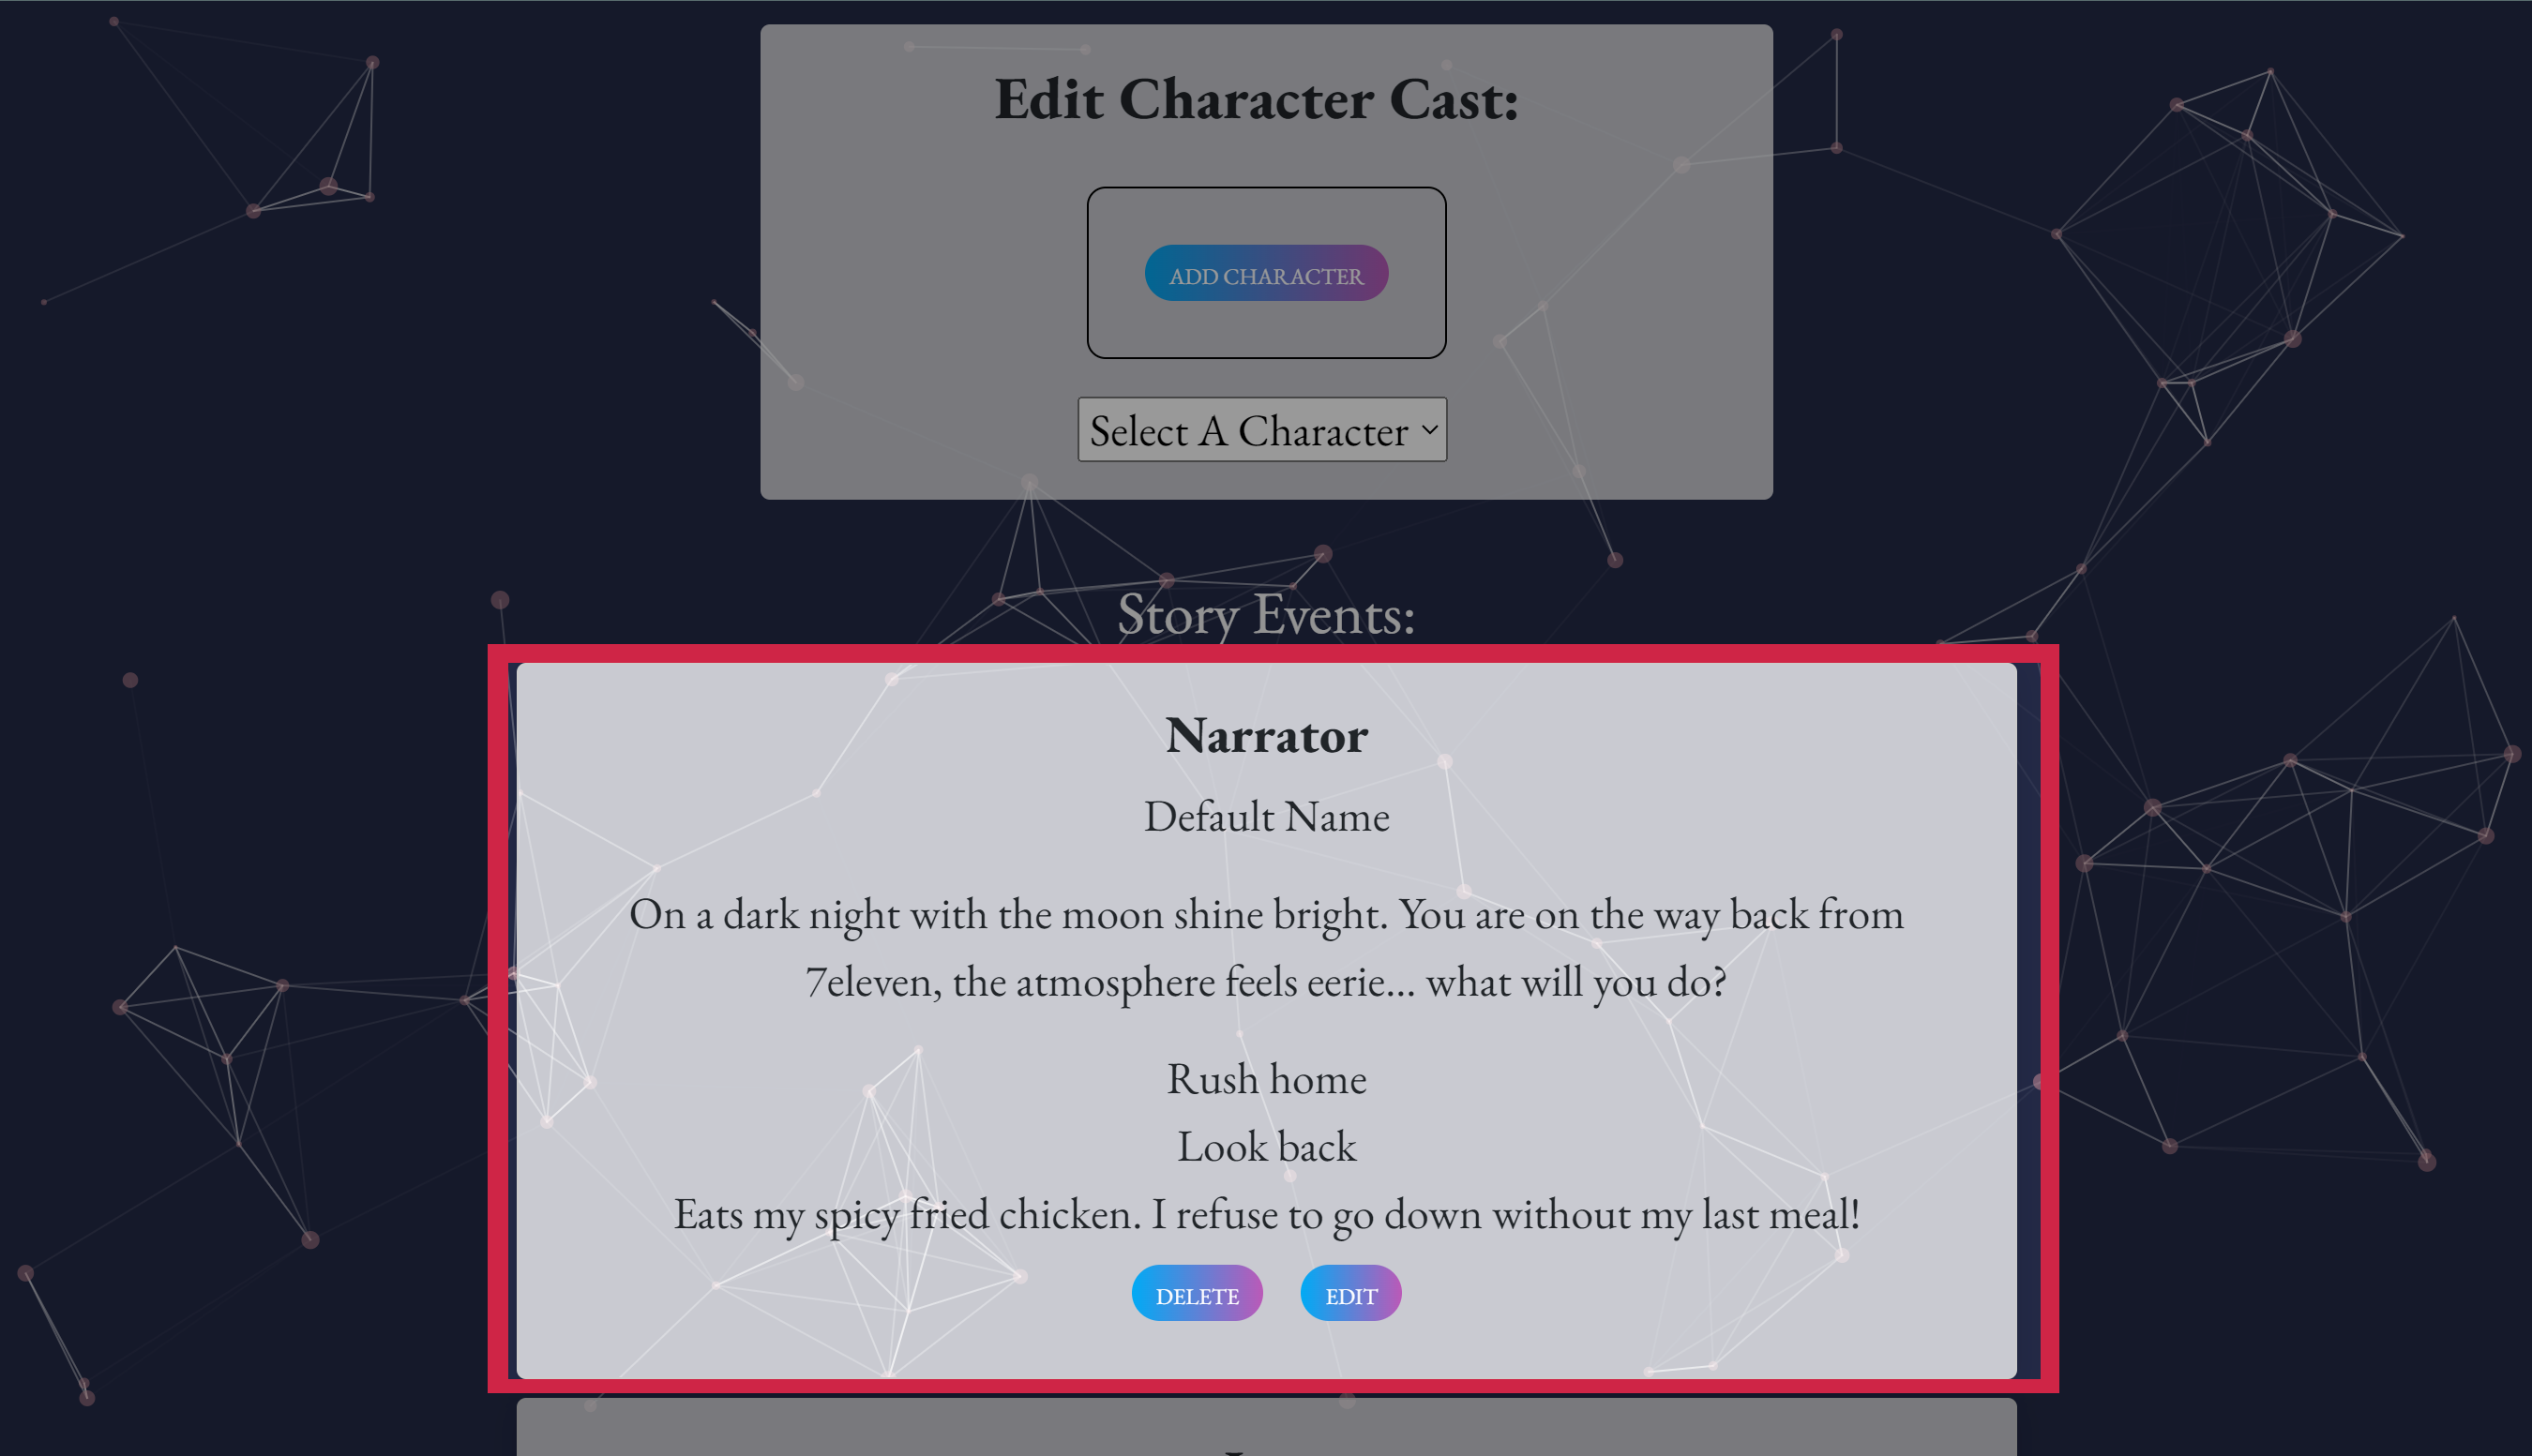 Edit Character Cast:
ADD CHARACTER
Select A Character
Story Events:
Narrator
Default Name
On a dark night with the moon shine bright. You are on the way back from
7eleven, the atmosphere feels eerie... what will you do?
Rush home
Look back
Eats my spicy fried chicken. I refuse to go down without my last meal!
DELETE EDIT